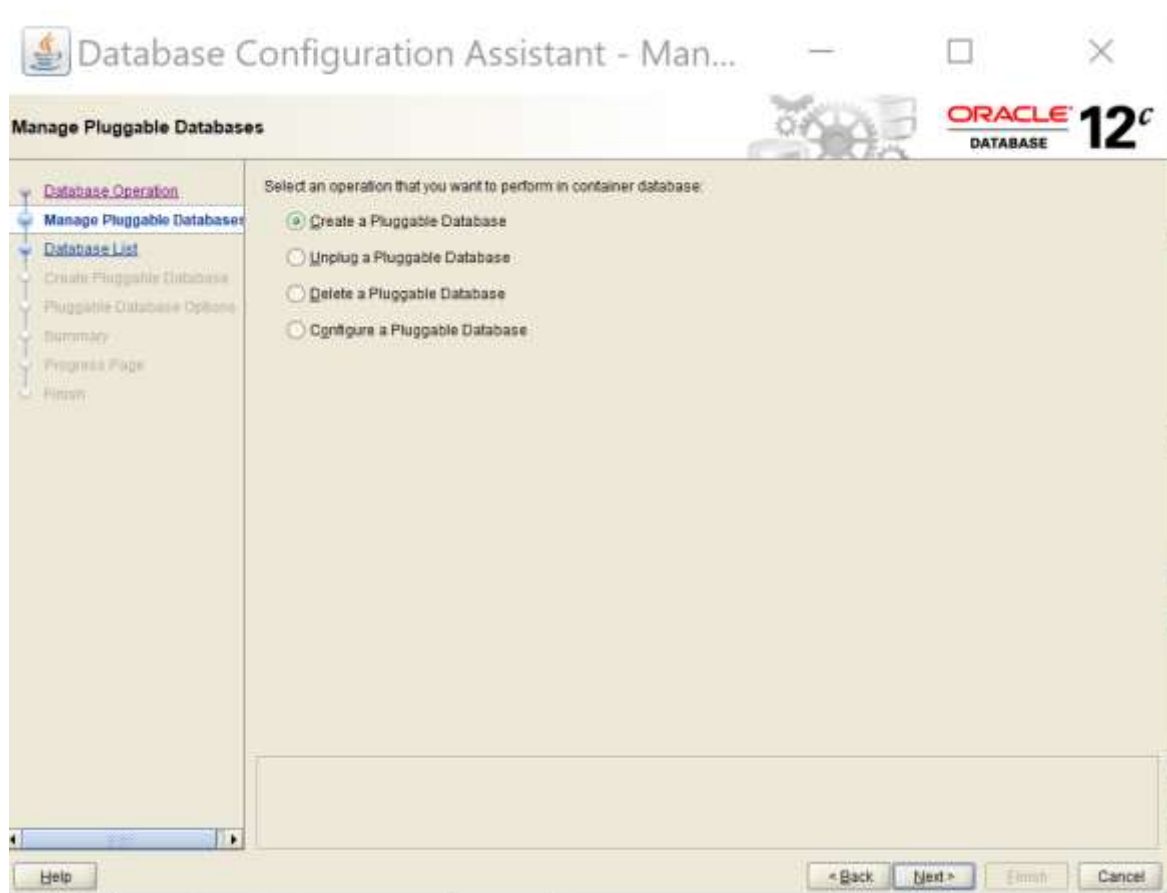 Database Configuration Assistant - Man...
Manage Pluggable Databases
ORACLE
DATABASE
12c
Database Operation
Manage Pluggable Databases
Database List
Create Pluggable Database
Pluggable Database Options
Summary
Progress Page
Finish
Select an operation that you want to perform in container database:
Create a Pluggable Database
Unplug a Pluggable Database
Delete a Pluggable Database
Configure a Pluggable Database
Help
< Back
Next >
Finish
Cancel